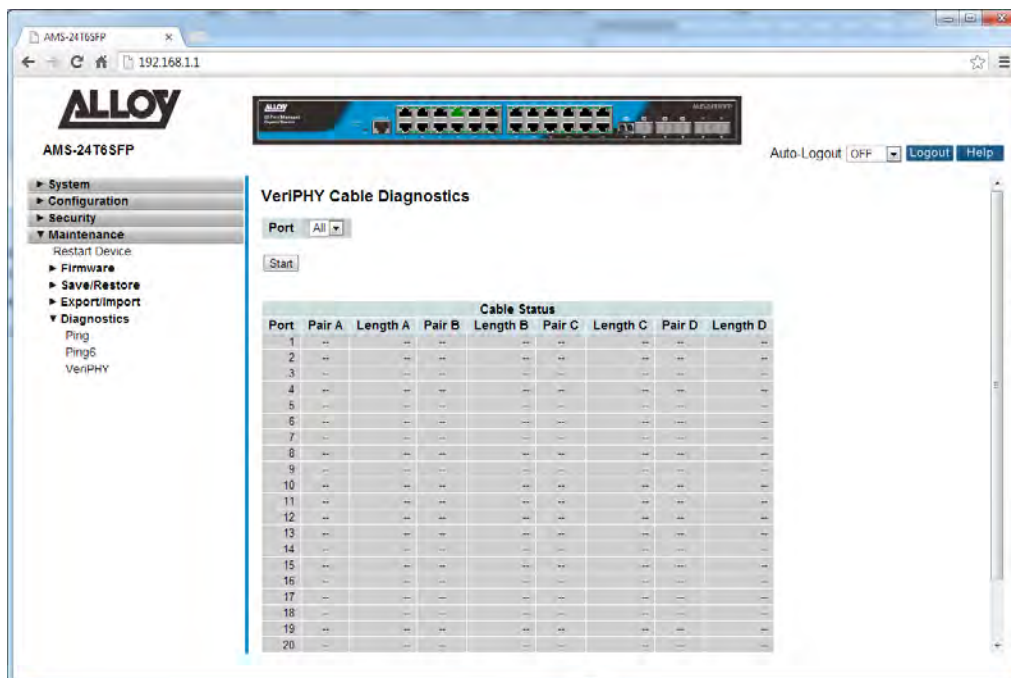 AMS-24T6SFP
192.168.1.1
ALLOY
ALLOY
AMS-24T6SFP
Auto-Logout OFF Logout Help
► System
► Configuration
► Security
▼ Maintenance
Restart Device
► Firmware
► Save/Restore
► Export/Import
▼ Diagnostics
Ping
Ping6
VeriPHY
VeriPHY Cable Diagnostics
Port All
Start
Cable Status
Port Pair A Length A Pair B Length B Pair C Length C Pair D Length D
1 -- -- -- -- -- -- -- --
2 -- -- -- -- -- -- -- --
3 -- -- -- -- -- -- -- --
4 -- -- -- -- -- -- -- --
5 -- -- -- -- -- -- -- --
6 -- -- -- -- -- -- -- --
7 -- -- -- -- -- -- -- --
8 -- -- -- -- -- -- -- --
9 -- -- -- -- -- -- -- --
10 -- -- -- -- -- -- -- --
11 -- -- -- -- -- -- -- --
12 -- -- -- -- -- -- -- --
13 -- -- -- -- -- -- -- --
14 -- -- -- -- -- -- -- --
15 -- -- -- -- -- -- -- --
16 -- -- -- -- -- -- -- --
17 -- -- -- -- -- -- -- --
18 -- -- -- -- -- -- -- --
19 -- -- -- -- -- -- -- --
20 -- -- -- -- -- -- -- --